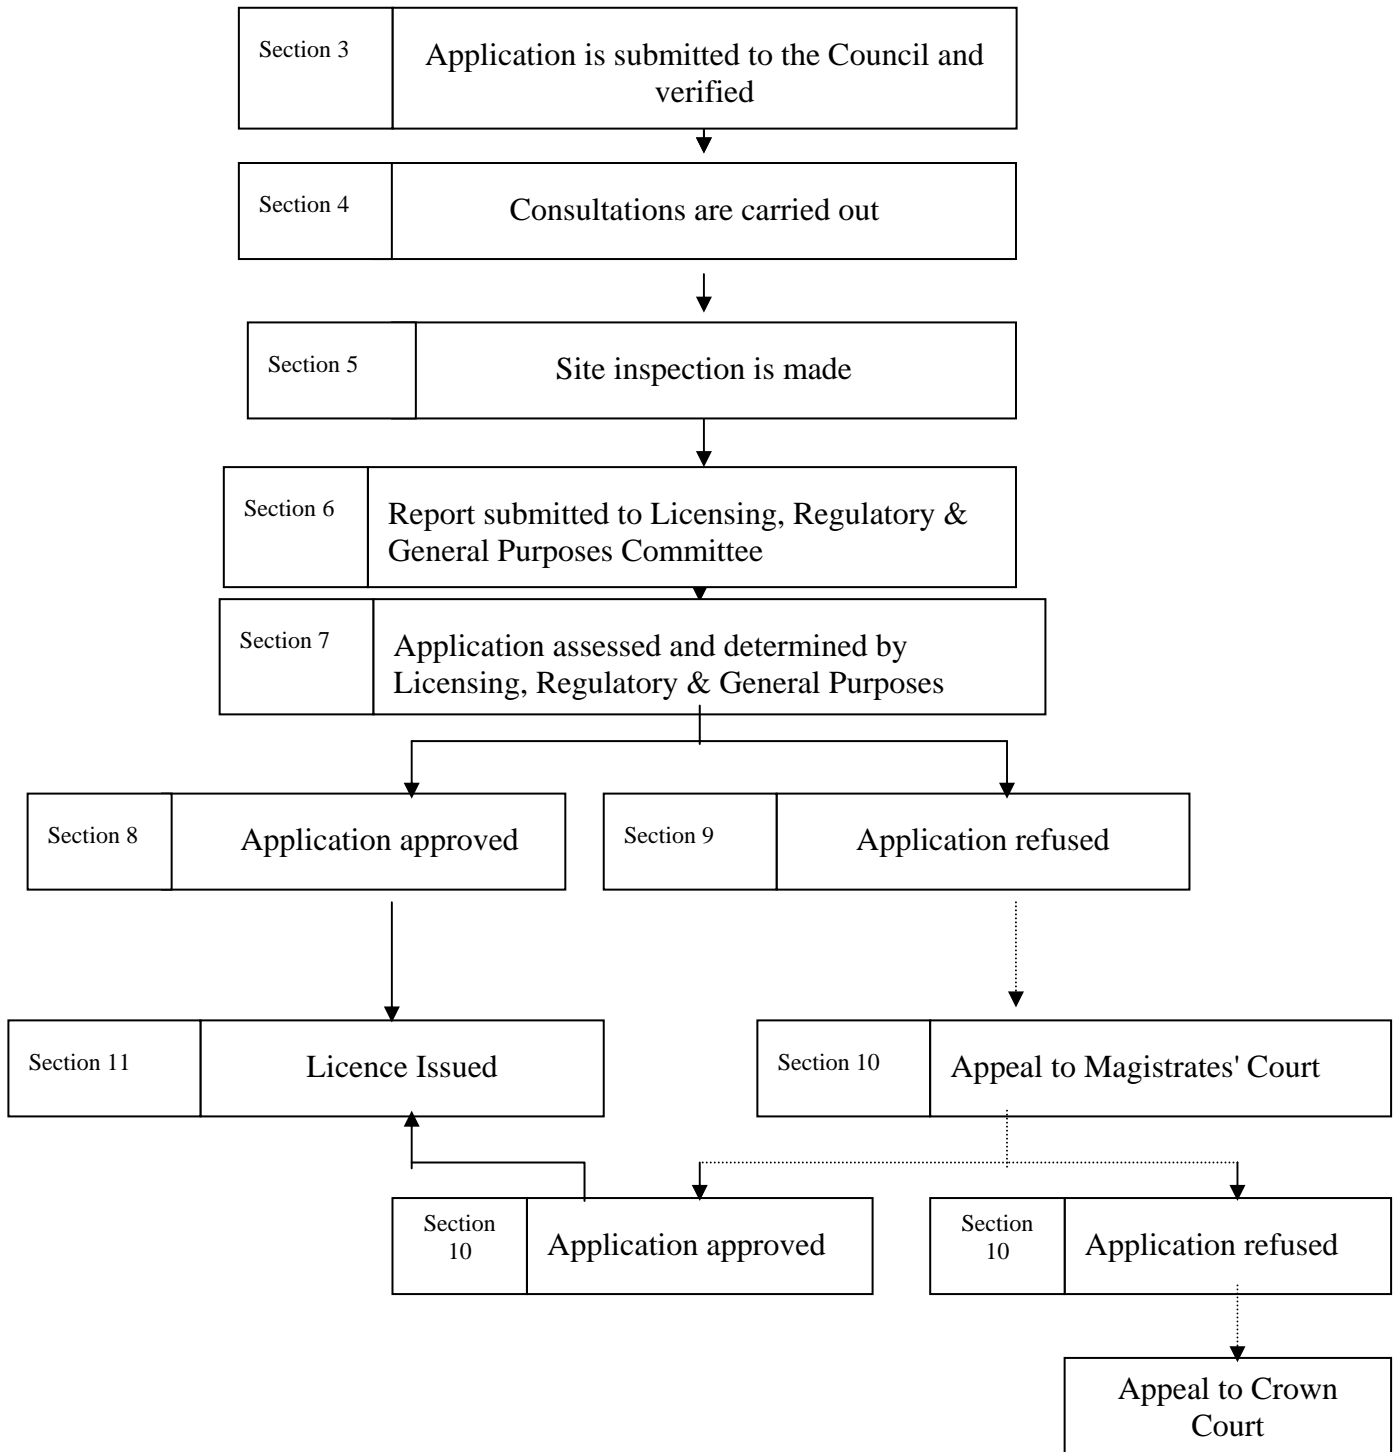 Section 3
Application is submitted to the Council and
verified
Section 4
Consultations are carried out
Section 5
Site inspection is made
Section 6
Report submitted to Licensing, Regulatory &
General Purposes Committee
Section 7
Application assessed and determined by
Licensing, Regulatory & General Purposes
Section 8
Application approved
Section 9
Application refused
Section 11
Licence Issued
Section 10
Appeal to Magistrates' Court
Section
10
Application approved
Section
10
Application refused
Appeal to Crown
Court